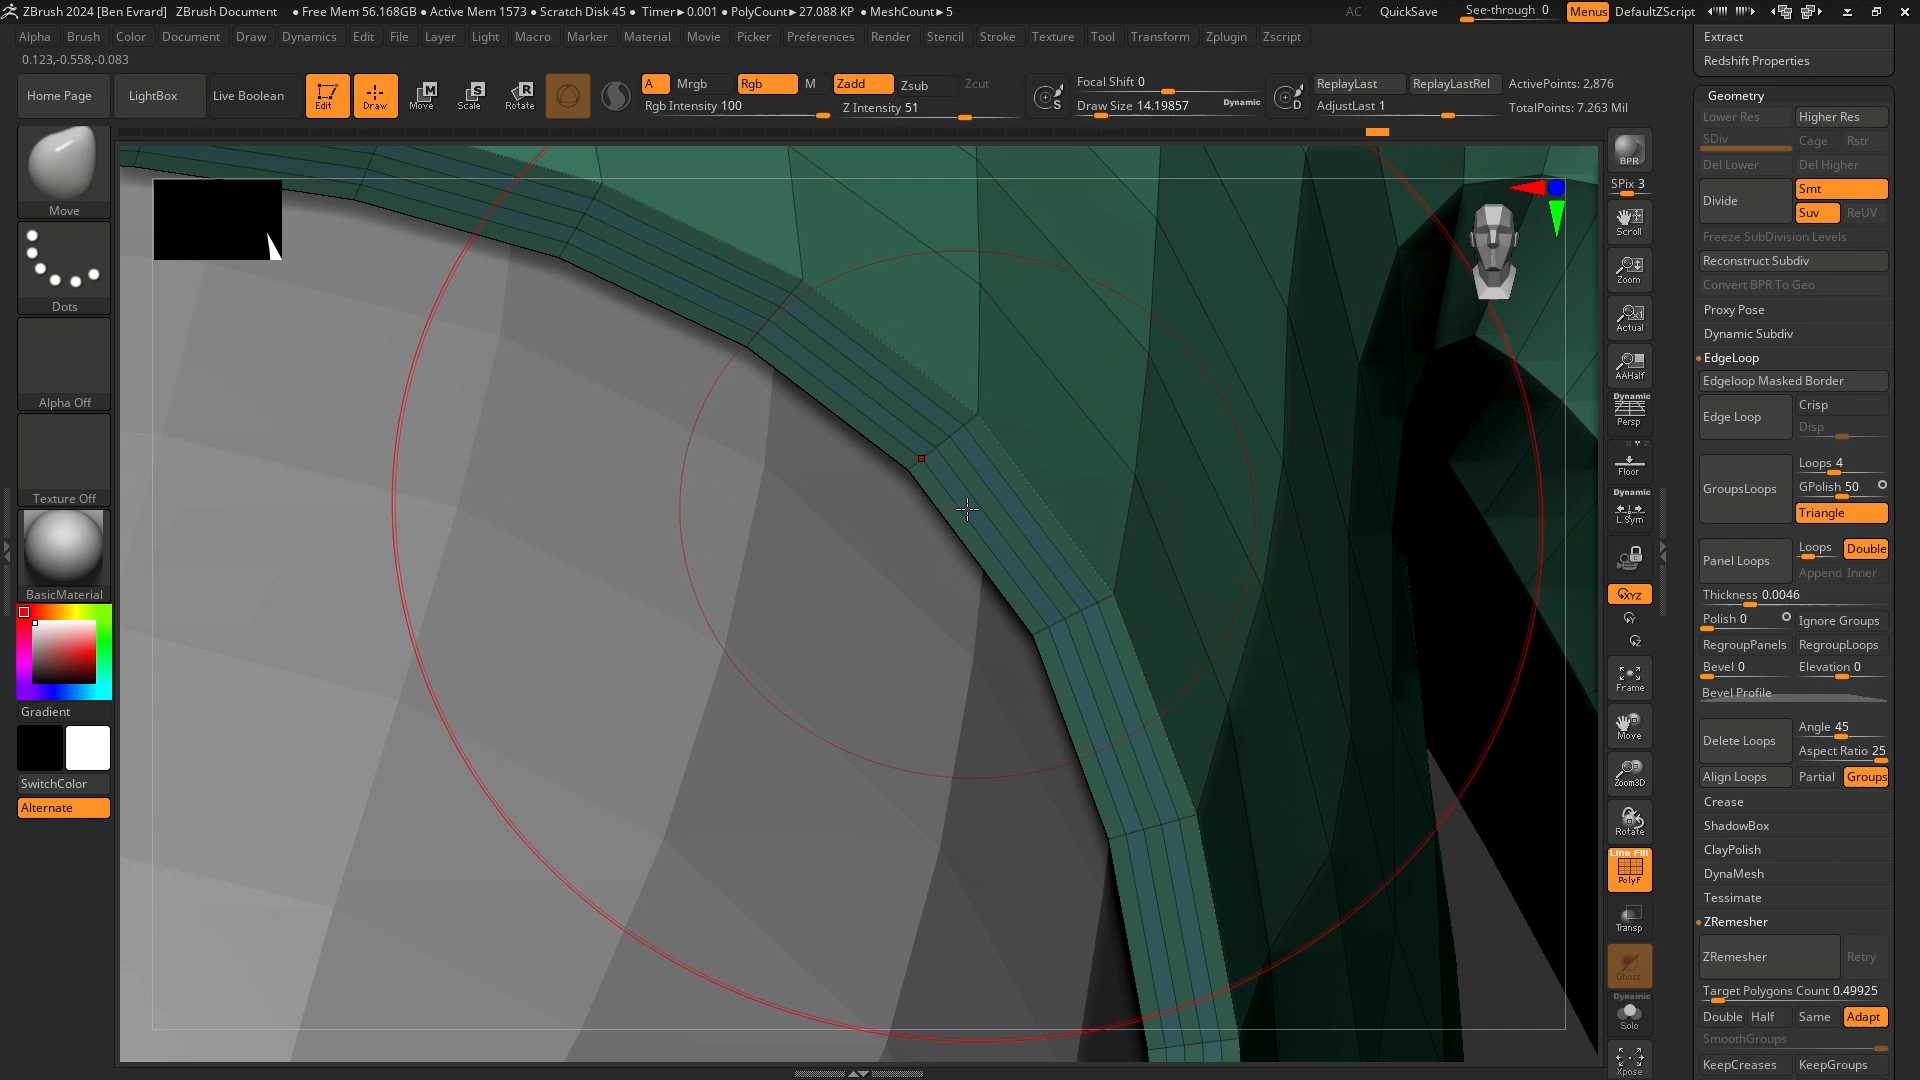 ZBrush 2024 [Ben Evrard] ZBrush Document • Free Mem 56.168GB • Active Mem 1573 • Scratch Disk 45 • Timer►0.001 • PolyCount►27.088 KP • MeshCount►5 AC QuickSave See-through 0 Menus DefaultZScript
Alpha Brush Color Document Draw Dynamics Edit File Layer Light Macro Marker Material Movie Picker Preferences Render Stencil Stroke Texture Tool Transform Zplugin Zscript
0.123,-0.558,-0.083
Home Page LightBox Live Boolean Edit Draw Move Scale Rotate
M S R
A Mrgb Rgb M Zadd Zsub Zcut
Rgb Intensity 100 Z Intensity 51
S Focal Shift 0
Draw Size 14.19857 Dynamic
D ReplayLast ReplayLastRel ActivePoints: 2,876
AdjustLast 1 TotalPoints: 7.263 Mil
Move
Dots
Alpha Off
Texture Off
BasicMaterial
Gradient
SwitchColor
Alternate
BPR
SPix 3
Scroll
Zoom
Actual
AAHalf
Dynamic
Persp
Floor
Dynamic
L.Sym
XYZ
Y
Z
Frame
Move
Zoom3D
Rotate
Line Fill
PolyF
Transp
Ghost
Dynamic
Solo
Xpose
Extract
Redshift Properties
Geometry
Lower Res Higher Res
SDiv Cage Rstr
Del Lower Del Higher
Divide Smt
Suv ReUV
Freeze SubDivision Levels
Reconstruct Subdiv
Convert BPR To Geo
Proxy Pose
Dynamic Subdiv
EdgeLoop
Edgeloop Masked Border
Edge Loop Crisp
Disp
GroupsLoops Loops 4
GPolish 50
Triangle
Panel Loops Loops Double
Append Inner
Thickness 0.0046
Polish 0 Ignore Groups
RegroupPanels RegroupLoops
Bevel 0 Elevation 0
Bevel Profile
Delete Loops Angle 45
Aspect Ratio 25
Align Loops Partial Groups
Crease
ShadowBox
ClayPolish
DynaMesh
Tessimate
ZRemesher
ZRemesher Retry
Target Polygons Count 0.49925
Double Half Same Adapt
SmoothGroups
KeepCreases KeepGroups